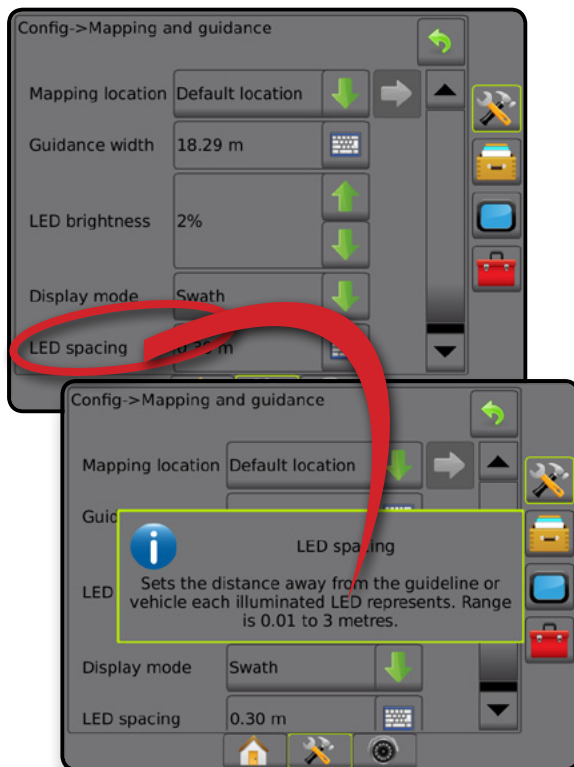 Config->Mapping and guidance
Mapping location Default location
Guidance width 18.29 m
LED brightness 2%
Display mode Swath
LED spacing m
Config->Mapping and guidance
Mapping location Default location
LED spacing
Sets the distance away from the guideline or
vehicle each illuminated LED represents. Range
is 0.01 to 3 metres.
LED
Display mode Swath
LED spacing 0.30 m